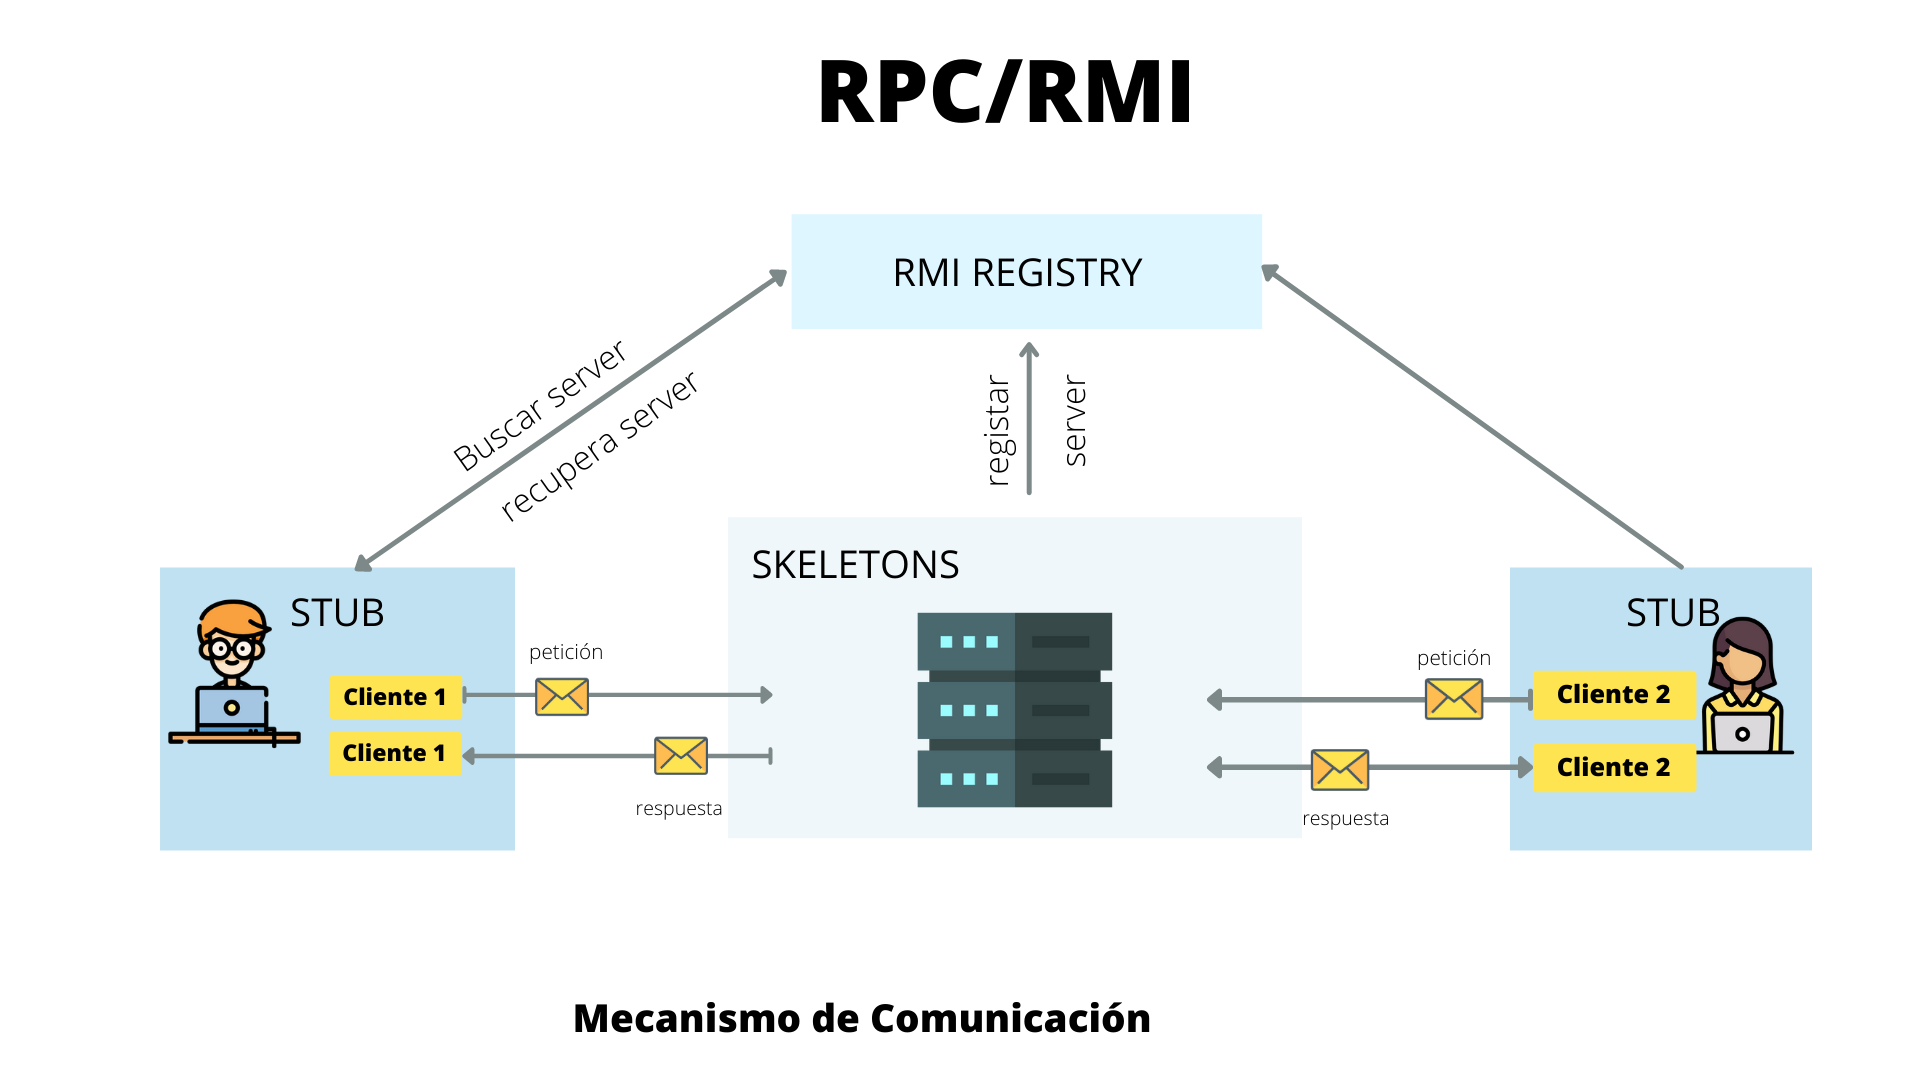 RPC/RMI
RMI REGISTRY
Buscar server
recupera server
registar
server
SKELETONS
STUB
STUB
petición
petición
Cliente 1
Cliente 2
Cliente 1
Cliente 2
respuesta
respuesta
Mecanismo de Comunicación